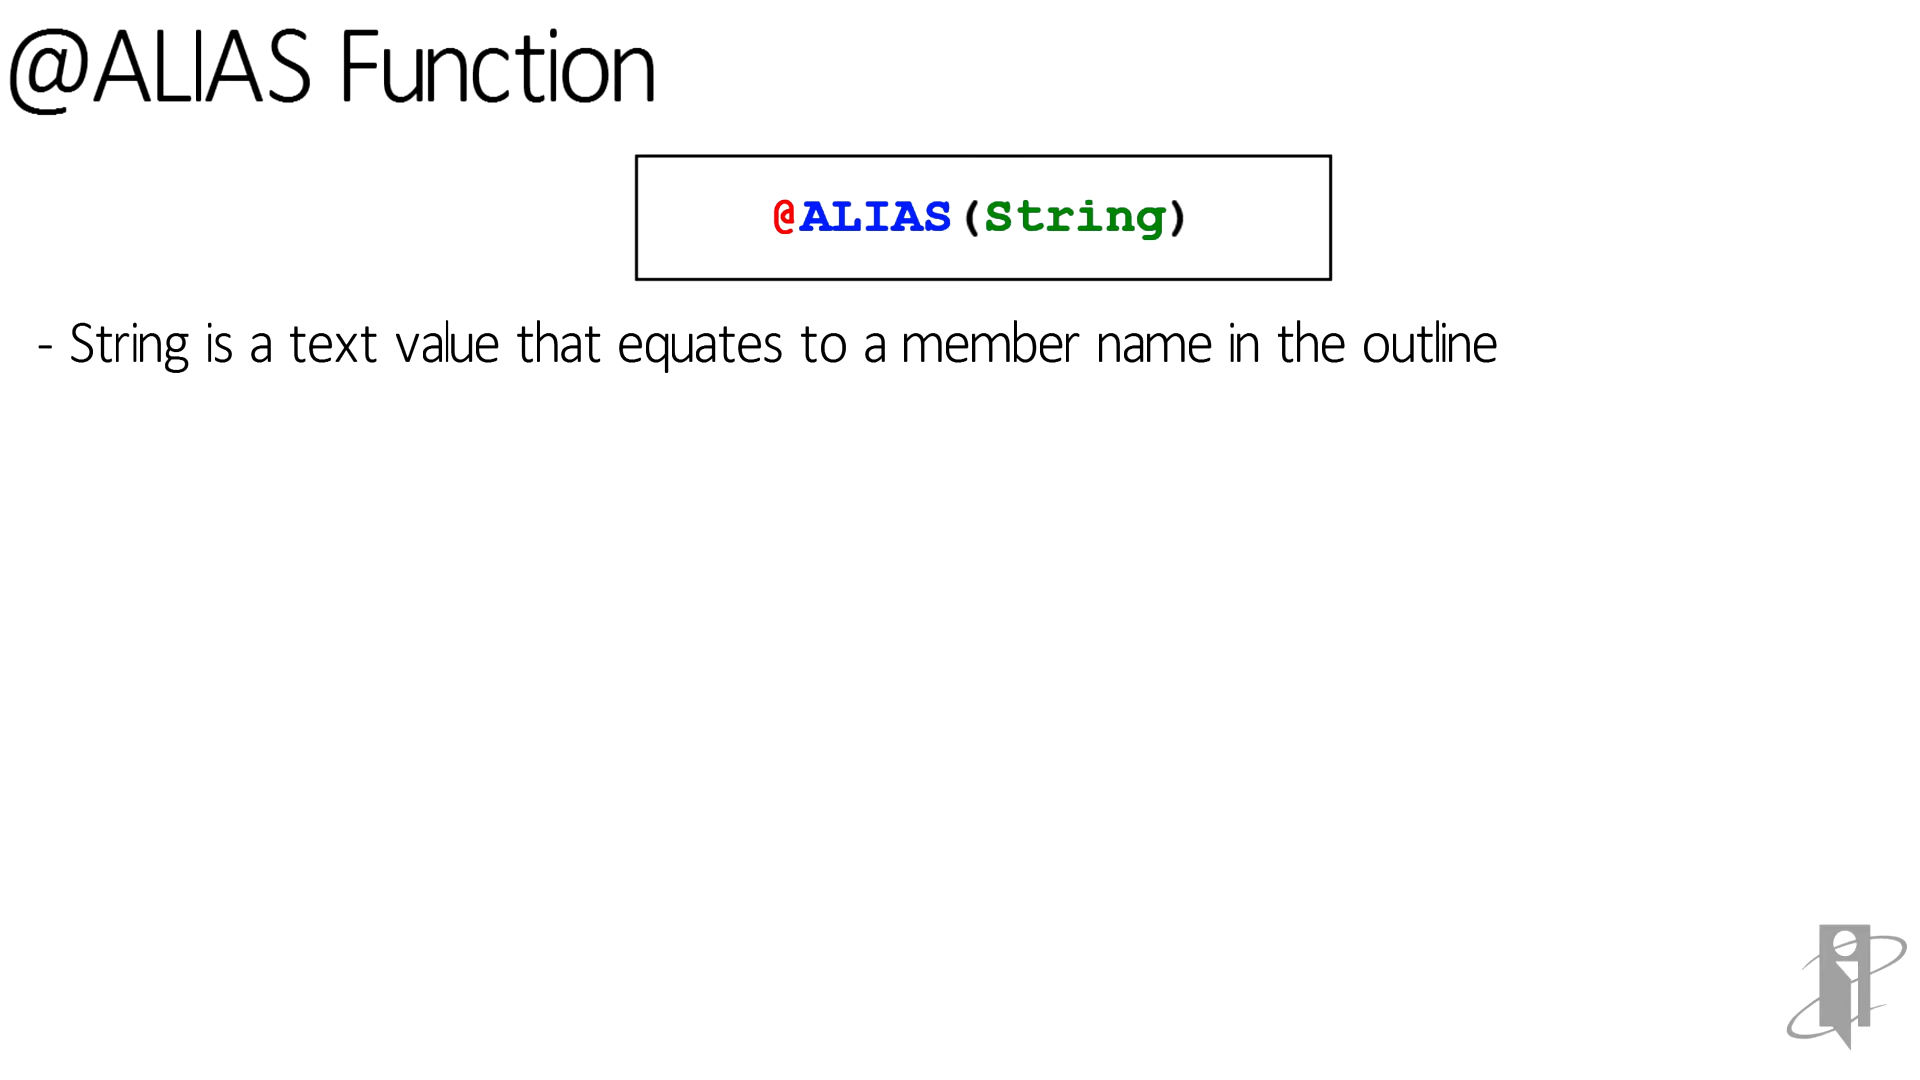 @ALIAS Function
@ALIAS(String)
- String is a text value that equates to a member name in the outline